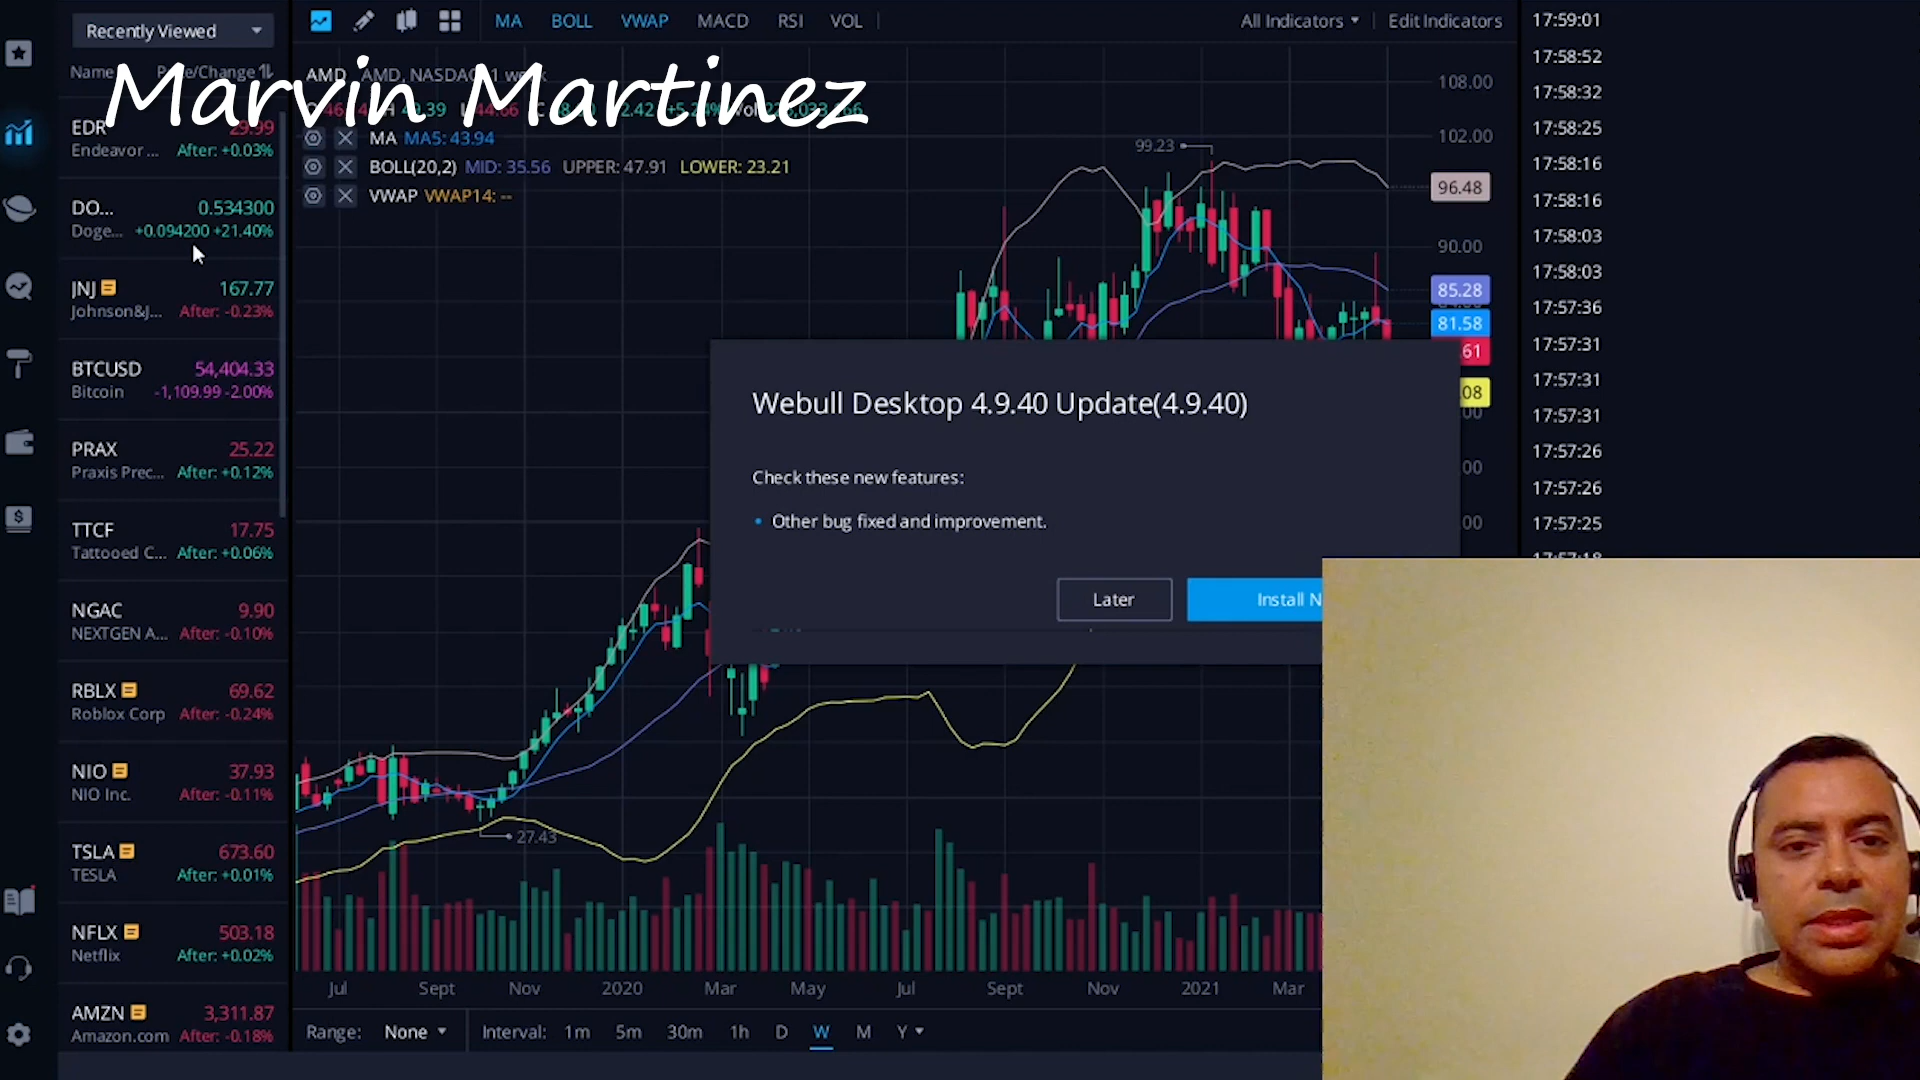 Recently Viewed
MA BOLL VWAP MACD RSI VOL
All Indicators
Edit Indicators
Name
Marvin Martinez
AMD
MA MA5: 43.94
BOLL(20,2) MID: 35.56 UPPER: 47.91 LOWER: 23.21
VWAP VWAP14: --
EDR 29.99
Endeavor ... After: +0.03%
DO... 0.534300
Doge... +0.094200 +21.40%
JNJ 167.77
Johnson&J... After: -0.23%
BTCUSD 54,404.33
Bitcoin -1,109.99 -2.00%
PRAX 25.22
Praxis Prec... After: +0.12%
TTCF 17.75
Tattooed C... After: +0.06%
NGAC 9.90
NEXTGEN A... After: -0.10%
RBLX 69.62
Roblox Corp After: -0.24%
NIO 37.93
NIO Inc. After: -0.11%
TSLA 673.60
TESLA After: +0.01%
NFLX 503.18
Netflix After: +0.02%
AMZN 3,311.87
Amazon.com After: -0.18%
99.23
27.43
108.00
102.00
96.48
90.00
85.28
81.58
61
08
Webull Desktop 4.9.40 Update(4.9.40)
Check these new features:
• Other bug fixed and improvement.
Later
Install N
Jul Sept Nov 2020 Mar May Jul Sept Nov 2021 Mar
Range: None Interval: 1m 5m 30m 1h D W M Y
17:59:01
17:58:52
17:58:32
17:58:25
17:58:16
17:58:16
17:58:03
17:58:03
17:57:36
17:57:31
17:57:31
17:57:31
17:57:26
17:57:26
17:57:25